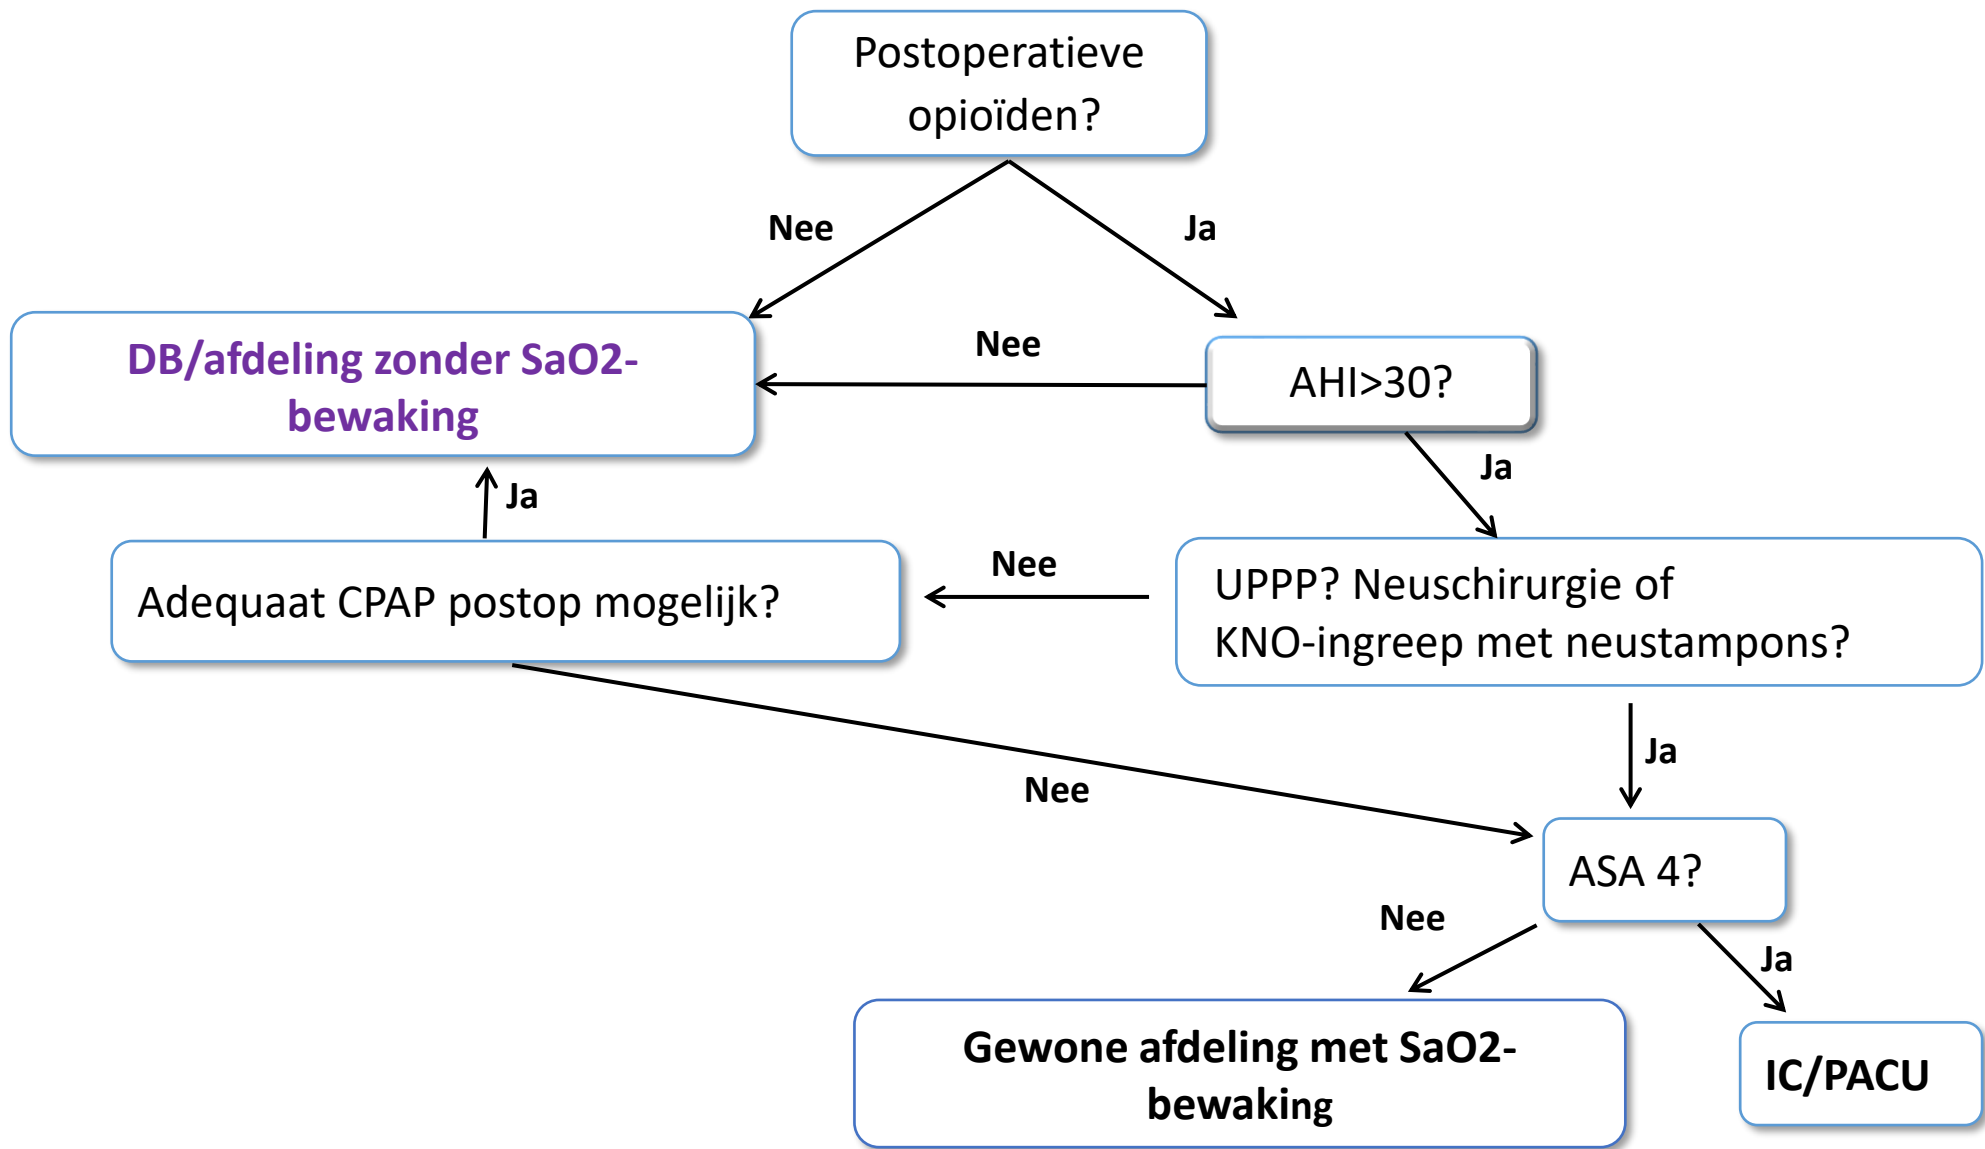 Postoperatieve
opioïden?
Nee
Ja
DB/afdeling zonder SaO2-
bewaking
Nee
AHI>30?
Ja
Ja
Adequaat CPAP postop mogelijk?
Nee
UPPP? Neuschirurgie of
KNO-ingreep met neustampons?
Ja
Nee
ASA 4?
Nee
Ja
Gewone afdeling met SaO2-
bewaking
IC/PACU